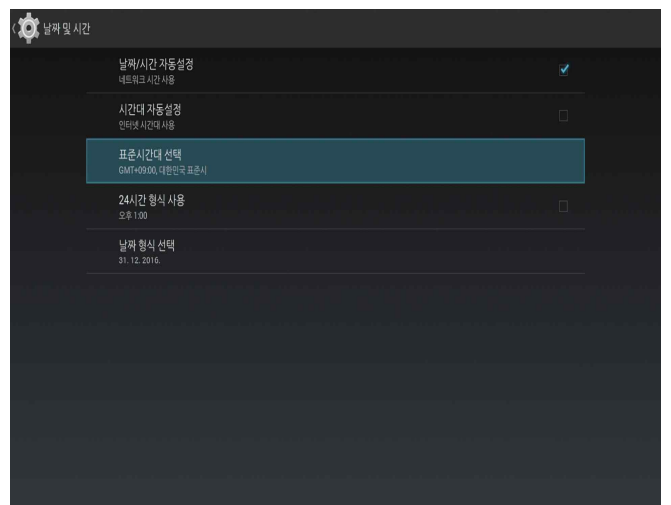 날짜 및 시간
날짜/시간 자동설정
네트워크 시간 사용
시간대 자동설정
인터넷 시간대 사용
표준시간대 선택
GMT+09:00, 대한민국 표준시
24시간 형식 사용
오후 1:00
날짜 형식 선택
31. 12. 2016.